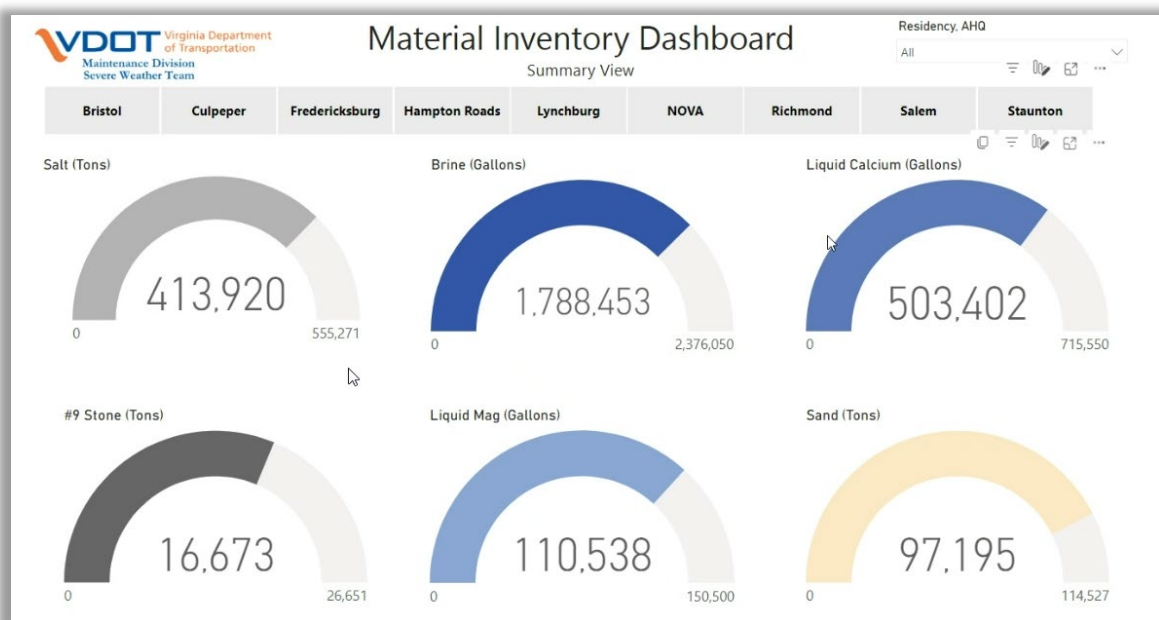 VDOT Virginia Department
of Transportation
Maintenance Division
Severe Weather Team
Material Inventory Dashboard
Summary View
Residency, AHQ
All
Bristol Culpeper Fredericksburg Hampton Roads Lynchburg NOVA Richmond Salem Staunton
Salt (Tons) Brine (Gallons) Liquid Calcium (Gallons)
413,920 1,788,453 503,402
0 555,271 0 2,376,050 0 715,550
#9 Stone (Tons) Liquid Mag (Gallons) Sand (Tons)
16,673 110,538 97,195
0 26,651 0 150,500 0 114,527